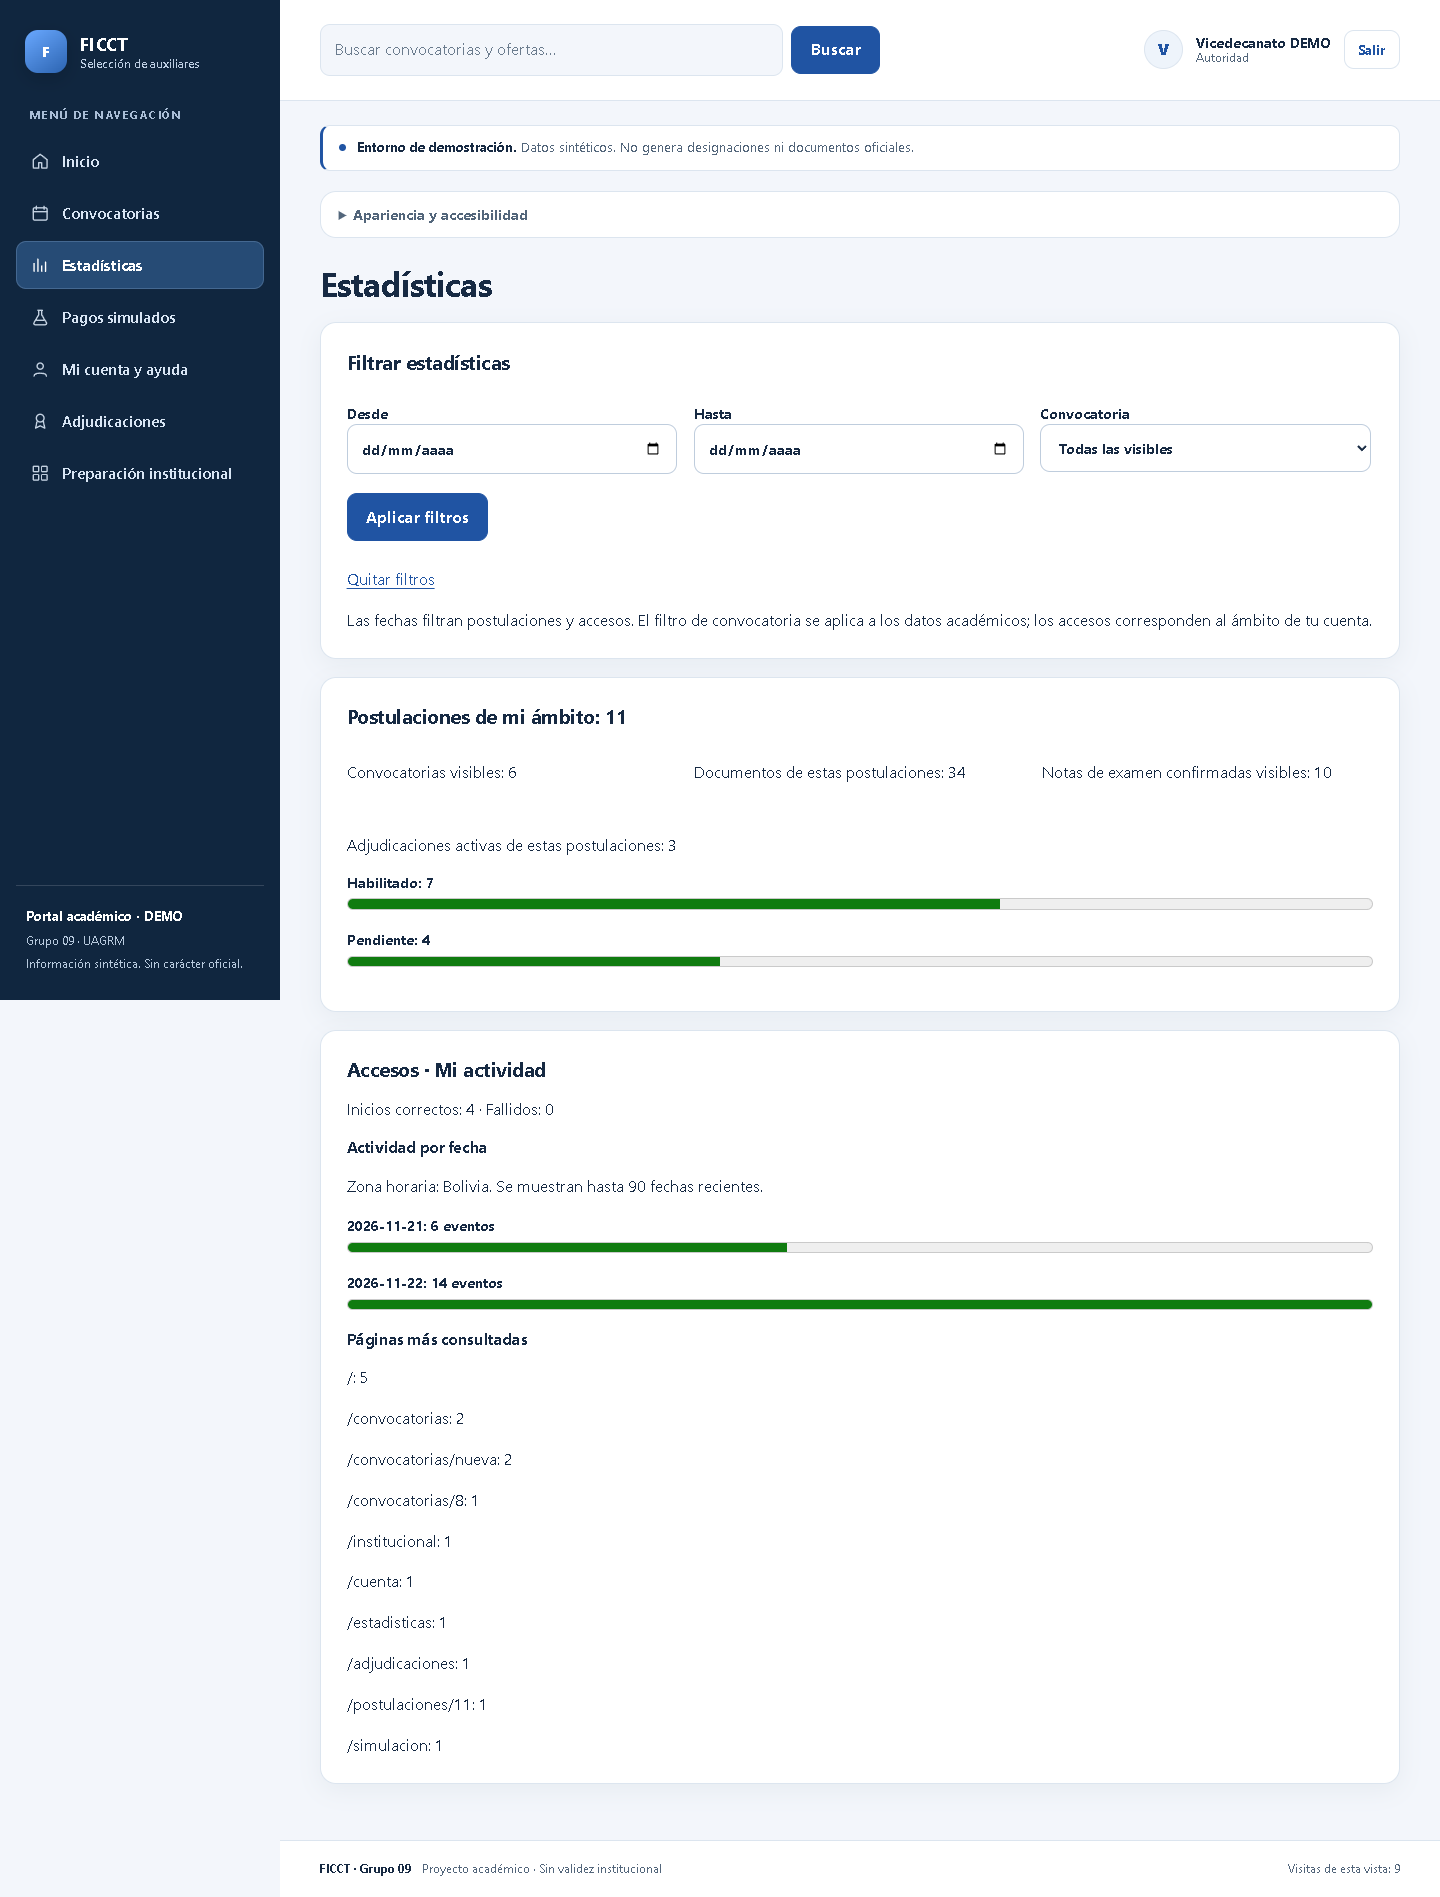 F
FICCT
Selección de auxiliares
MENÚ DE NAVEGACIÓN
Inicio
Convocatorias
Estadísticas
Pagos simulados
Mi cuenta y ayuda
Adjudicaciones
Preparación institucional
Portal académico · DEMO
Grupo 09 · UAGRM
Información sintética. Sin carácter oficial.
Buscar convocatorias y ofertas...
Buscar
V
Vicedecanato DEMO
Autoridad
Salir
Entorno de demostración. Datos sintéticos. No genera designaciones ni documentos oficiales.
Apariencia y accesibilidad
Estadísticas
Filtrar estadísticas
Desde
Hasta
Convocatoria
dd/mm/aaaa
dd/mm/aaaa
Todas las visibles
Aplicar filtros
Quitar filtros
Las fechas filtran postulaciones y accesos. El filtro de convocatoria se aplica a los datos académicos; los accesos corresponden al ámbito de tu cuenta.
Postulaciones de mi ámbito: 11
Convocatorias visibles: 6
Documentos de estas postulaciones: 34
Notas de examen confirmadas visibles: 10
Adjudicaciones activas de estas postulaciones: 3
Habilitado: 7
Pendiente: 4
Accesos · Mi actividad
Inicios correctos: 4 · Fallidos: 0
Actividad por fecha
Zona horaria: Bolivia. Se muestran hasta 90 fechas recientes.
2026-11-21: 6 eventos
2026-11-22: 14 eventos
Páginas más consultadas
/: 5
/convocatorias: 2
/convocatorias/nueva: 2
/convocatorias/8: 1
/institucional: 1
/cuenta: 1
/estadisticas: 1
/adjudicaciones: 1
/postulaciones/11: 1
/simulacion: 1
FICCT · Grupo 09 Proyecto académico · Sin validez institucional
Visitas de esta vista: 9